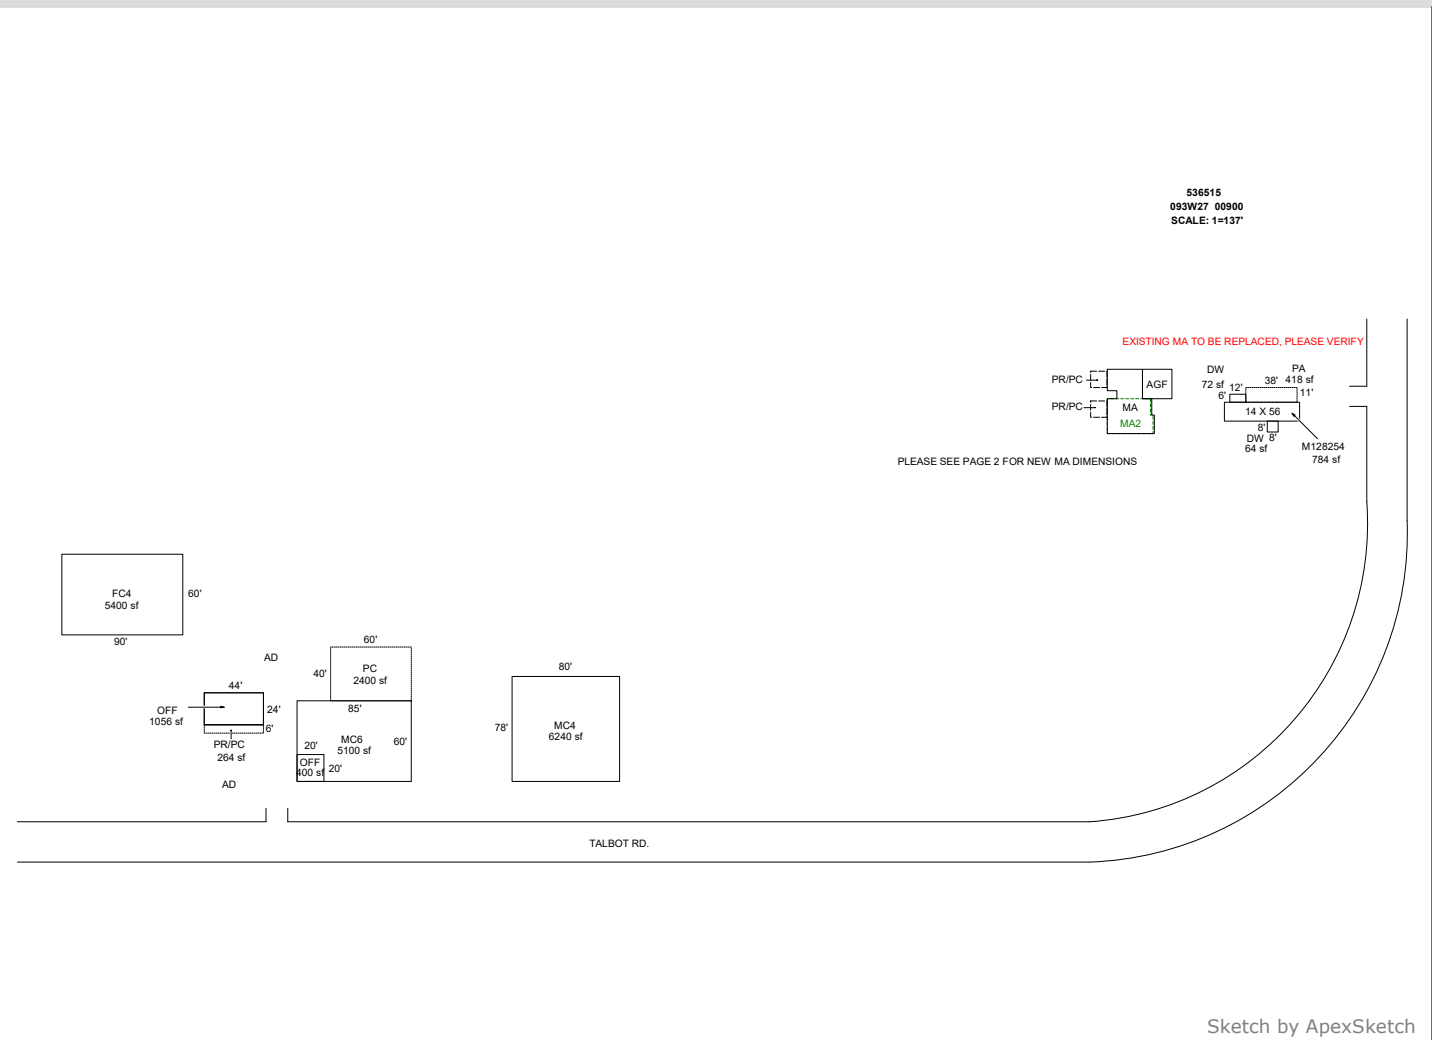 536515
093W27 00900
SCALE: 1=137'
EXISTING MA TO BE REPLACED, PLEASE VERIFY
PR/PC
PR/PC
AGF
MA
MA2
DW
72 sf
12'
6'
38'
PA
418 sf
11'
14 X 56
8'
8'
DW
64 sf
M128254
784 sf
PLEASE SEE PAGE 2 FOR NEW MA DIMENSIONS
FC4
5400 sf
60'
90'
AD
44'
OFF
1056 sf
24'
6'
PR/PC
264 sf
AD
60'
40'
PC
2400 sf
85'
MC6
5100 sf
60'
20'
OFF
400 sf
20'
80'
78'
MC4
6240 sf
TALBOT RD.
Sketch by ApexSketch